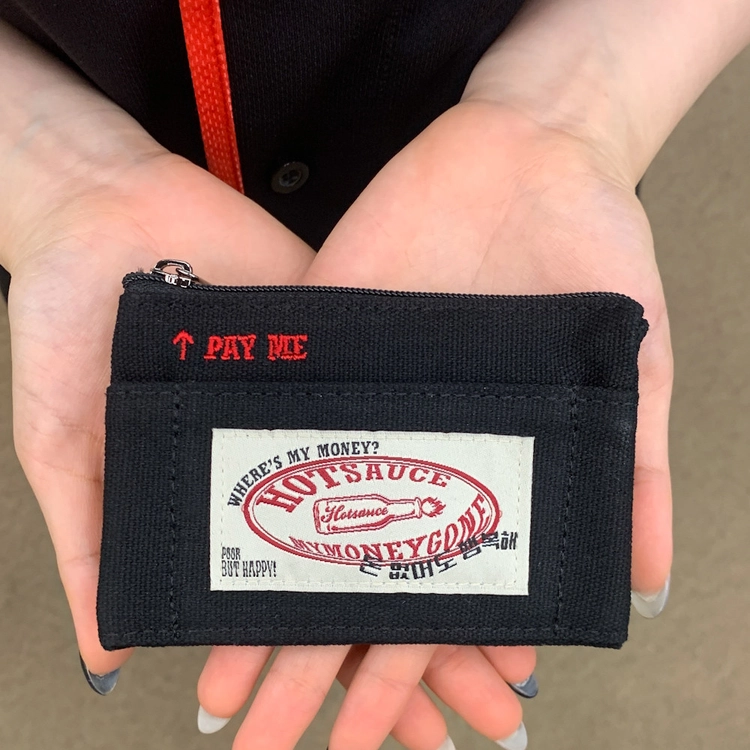 ↑ PAY ME
WHERE'S MY MONEY?
HOTSAUCE
Hotsauce
MYMONEYGONE
POOR
BUT HAPPY!
돈 없어도 행복해